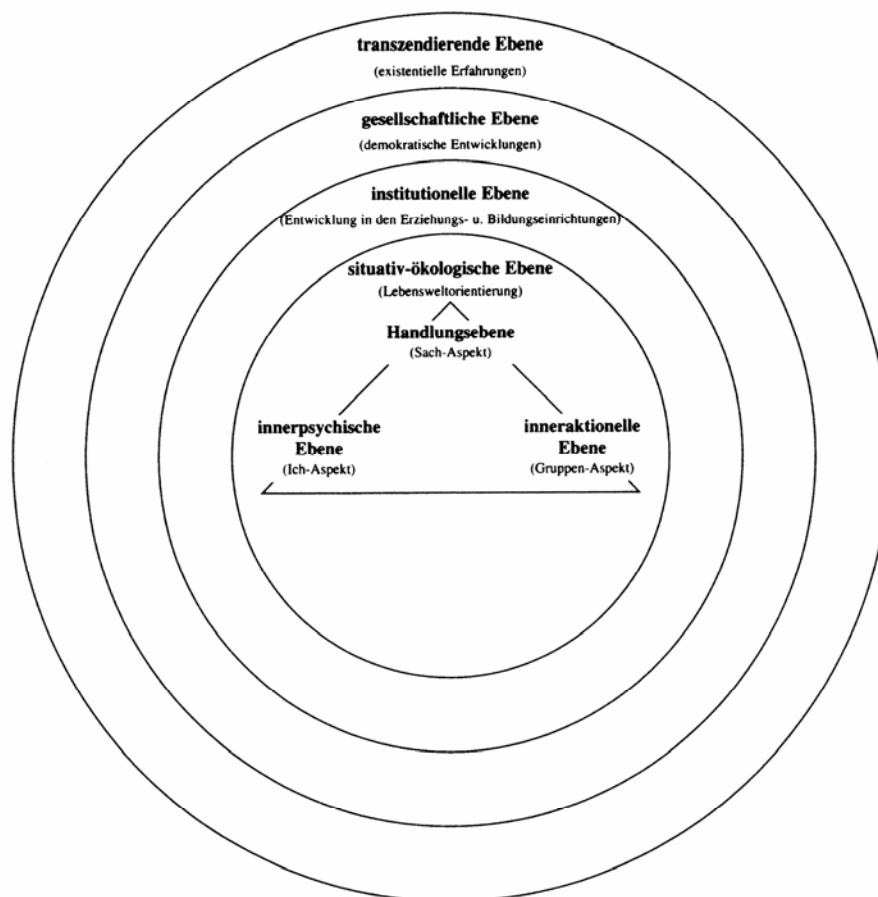 transzendierende Ebene
(existentielle Erfahrungen)
gesellschaftliche Ebene
(demokratische Entwicklungen)
institutionelle Ebene
(Entwicklung in den Erziehungs- u. Bildungseinrichtungen)
situativ-ökologische Ebene
(Lebensweltorientierung)
Handlungsebene
(Sach-Aspekt)
innerpsychische
Ebene
(Ich-Aspekt)
inneraktionelle
Ebene
(Gruppen-Aspekt)